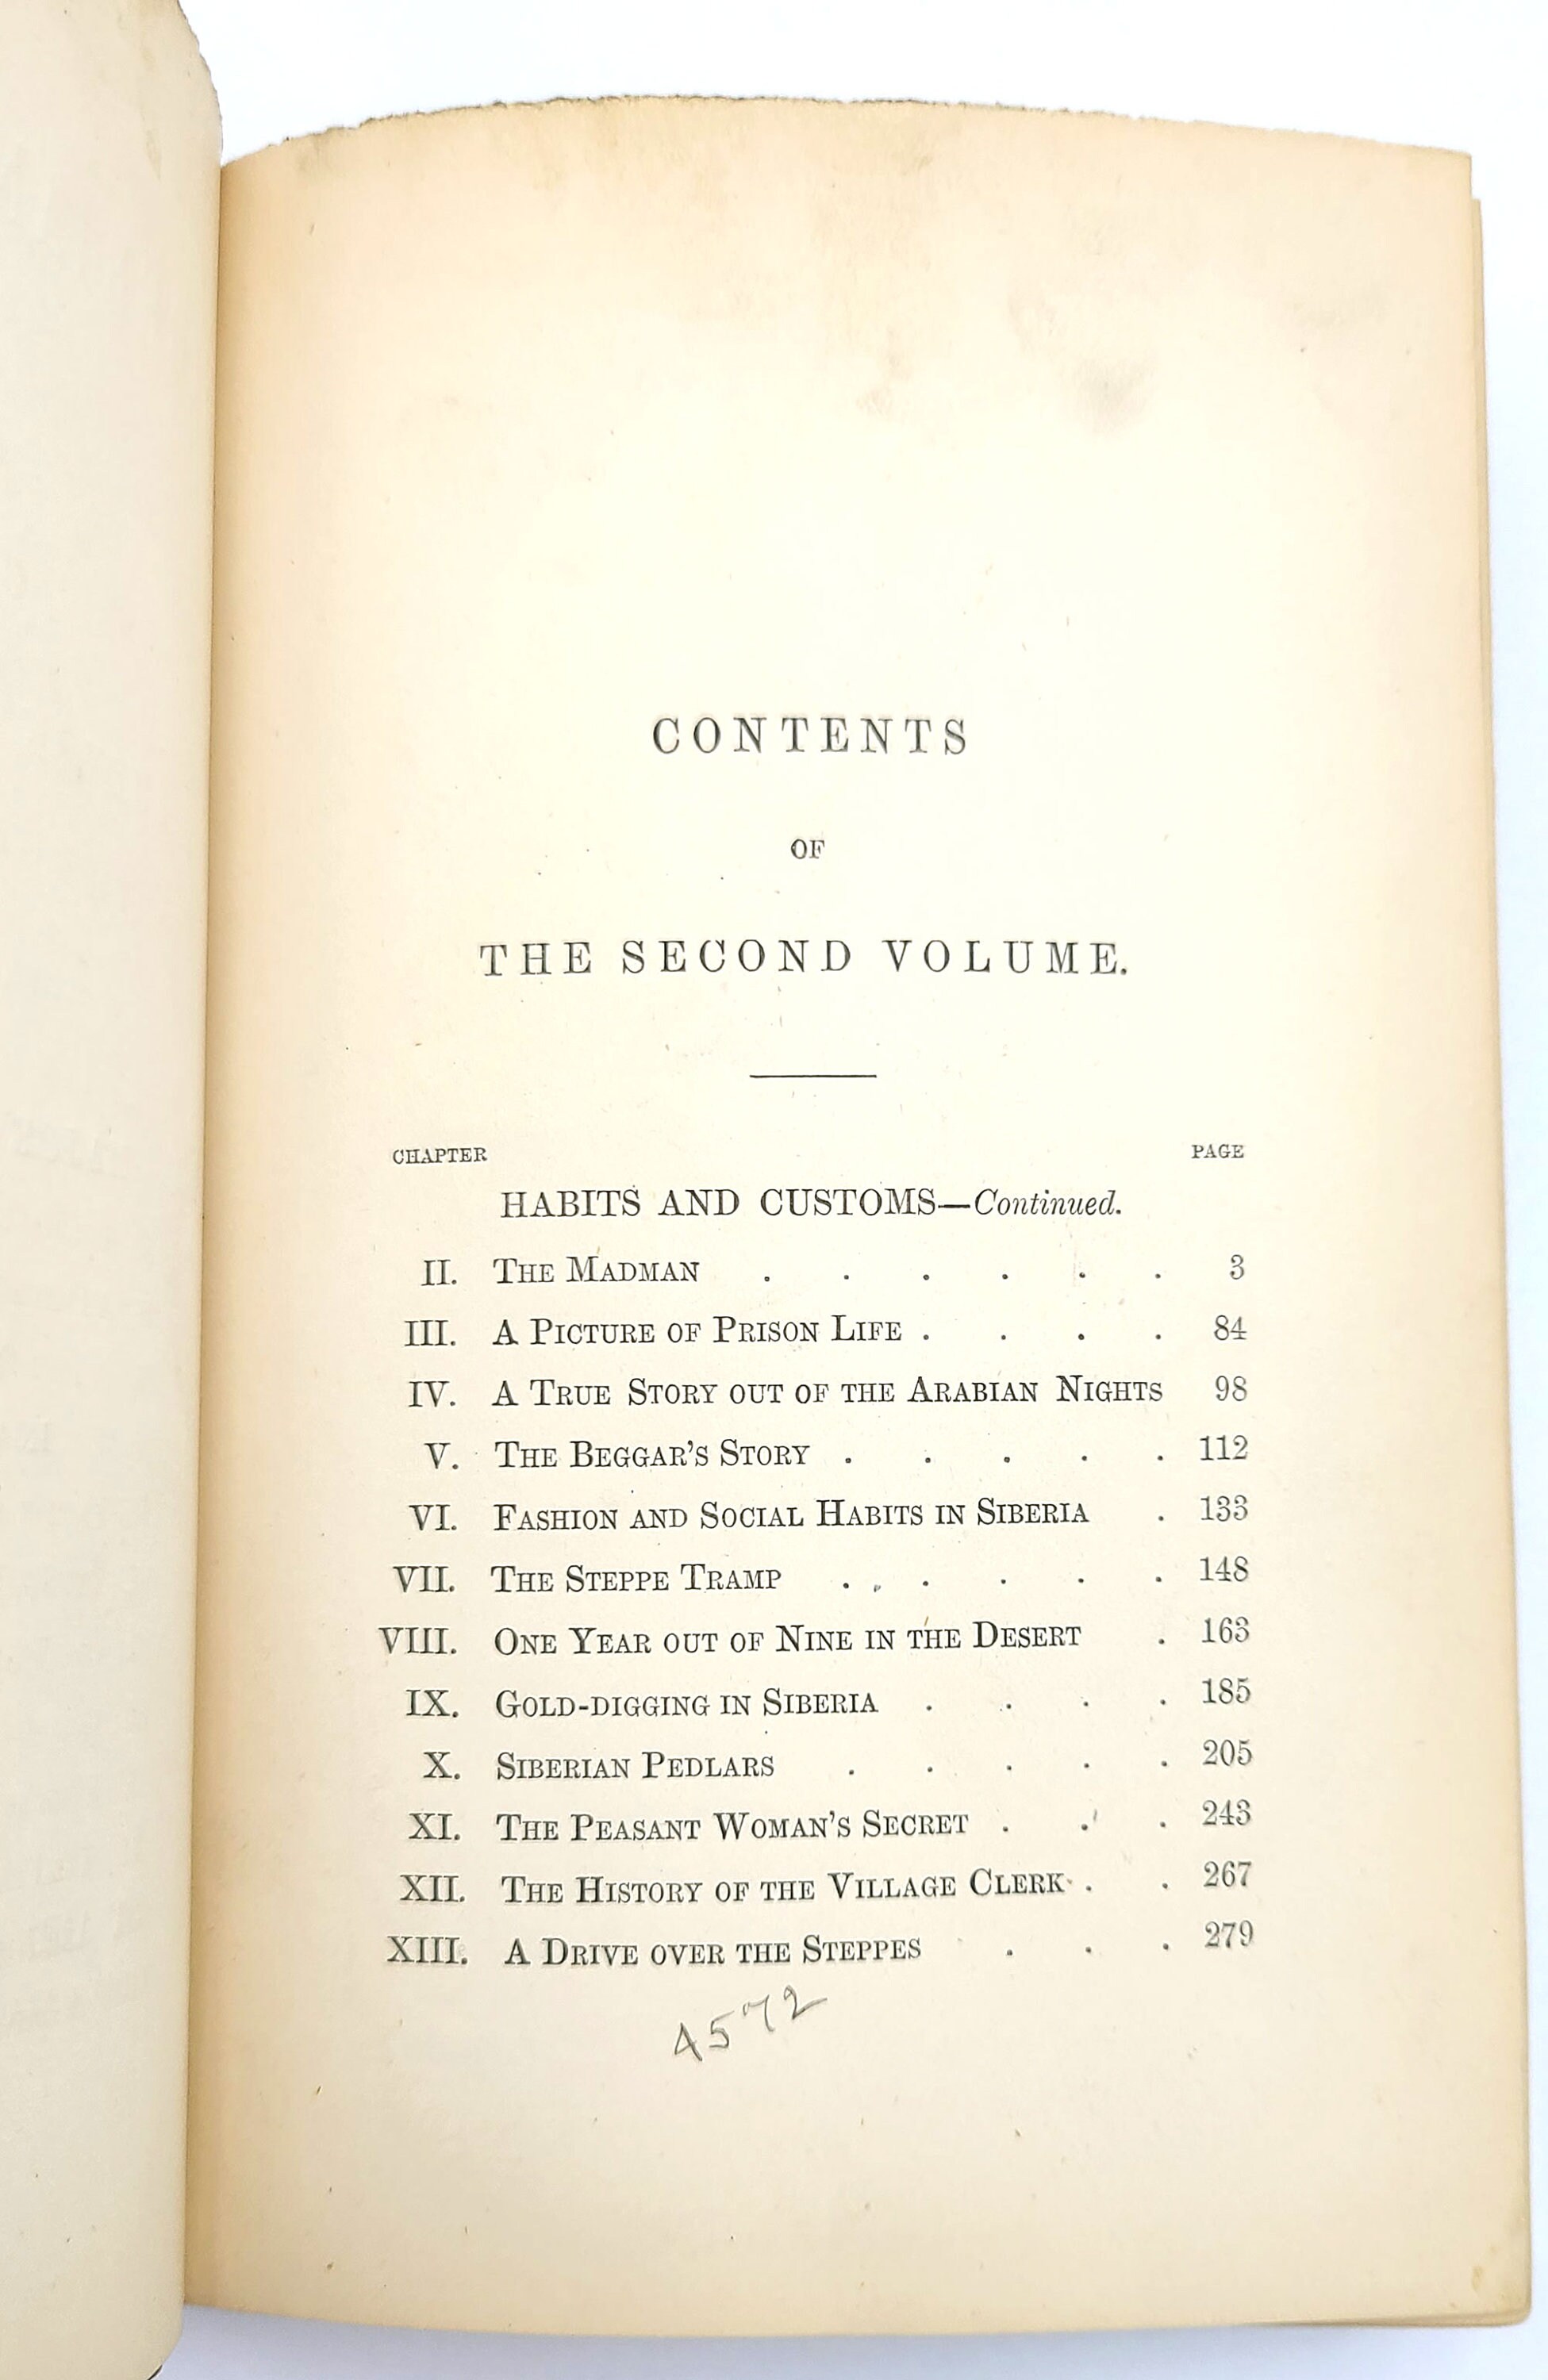 CONTENTS
OF
THE SECOND VOLUME.
CHAPTER PAGE
HABITS AND CUSTOMS—Continued.
II. THE MADMAN . . . . . . 3
III. A PICTURE OF PRISON LIFE . . . . 84
IV. A TRUE STORY OUT OF THE ARABIAN NIGHTS 98
V. THE BEGGAR'S STORY . . . . . 112
VI. FASHION AND SOCIAL HABITS IN SIBERIA . 133
VII. THE STEPPE TRAMP . . . . . 148
VIII. ONE YEAR OUT OF NINE IN THE DESERT . 163
IX. GOLD-DIGGING IN SIBERIA . . . . 185
X. SIBERIAN PEDLARS . . . . . 205
XI. THE PEASANT WOMAN'S SECRET . . . 243
XII. THE HISTORY OF THE VILLAGE CLERK . . 267
XIII. A DRIVE OVER THE STEPPES . . . 279
4572